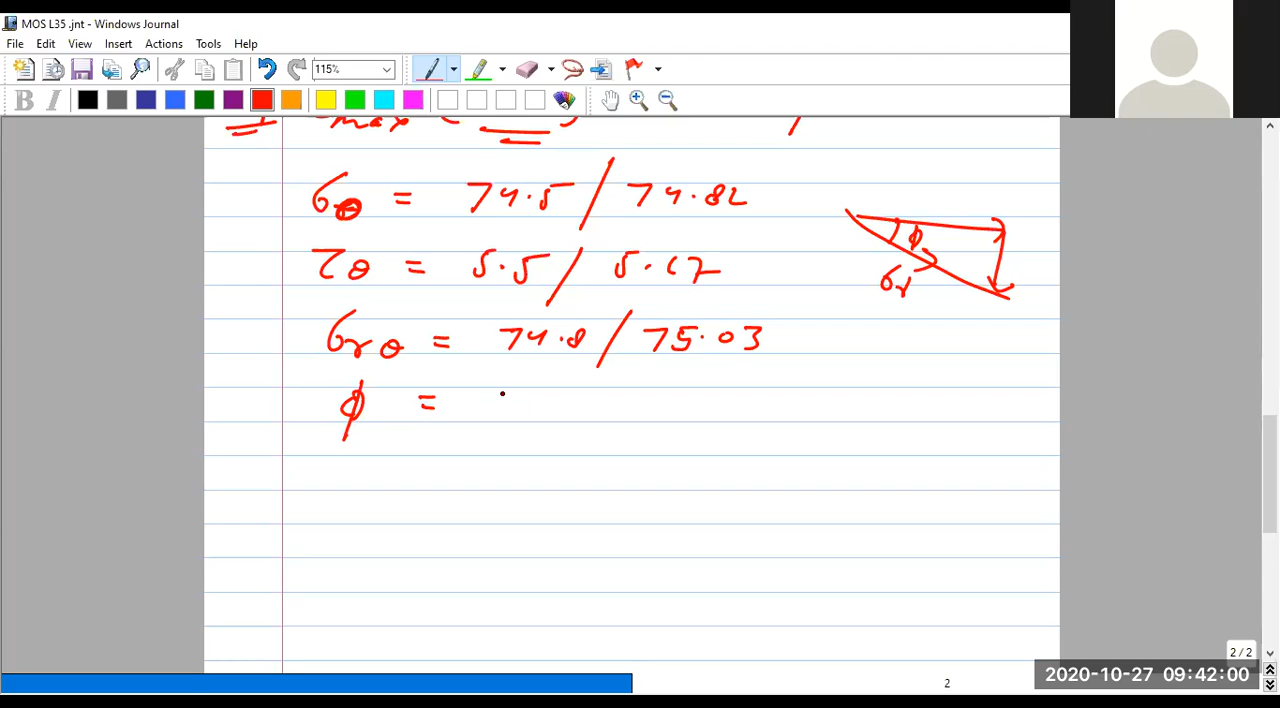 MOS L35 .jnt - Windows Journal
File Edit View Insert Actions Tools Help
115%
B I
max
σθ = 74.5 / 74.82
τθ = 5.5 / 5.67
σrθ = 74.8 / 75.03
ϕ =
ϕ
σr
2 / 2
2
2020-10-27 09:42:00